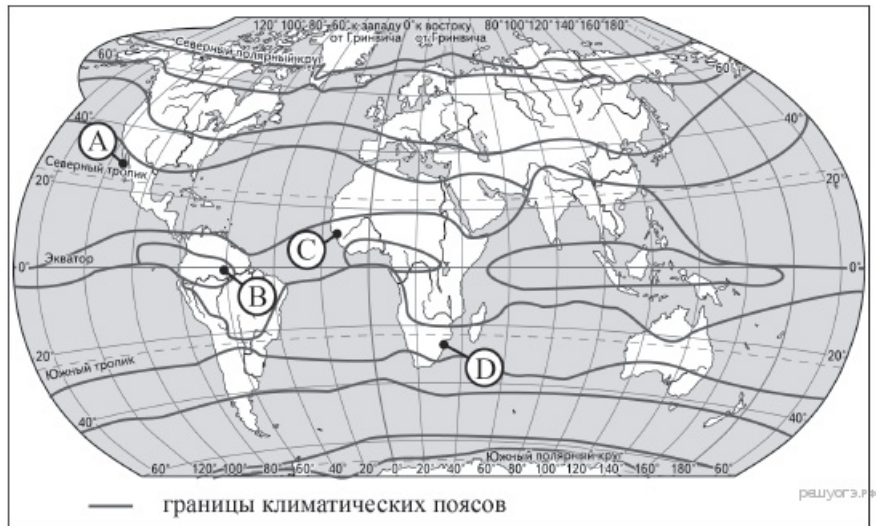 120° 100° 80° 60° к западу 0° к востоку 80° 100° 120° 140° 160° 180°
от Гринвича от Гринвича
Северный полярный круг
60° 60°
40° 40°
A
Северный тропик
20° 20°
C
Экватор
0° 0°
B
20° 20°
D
Южный тропик
40° 40°
Южный полярный круг
60° 120° 100° 80° 60° 40° 20° 0° 20° 40° 60° 80° 100° 120° 140° 160° 180° 60°
границы климатических поясов
решуогэ.рф